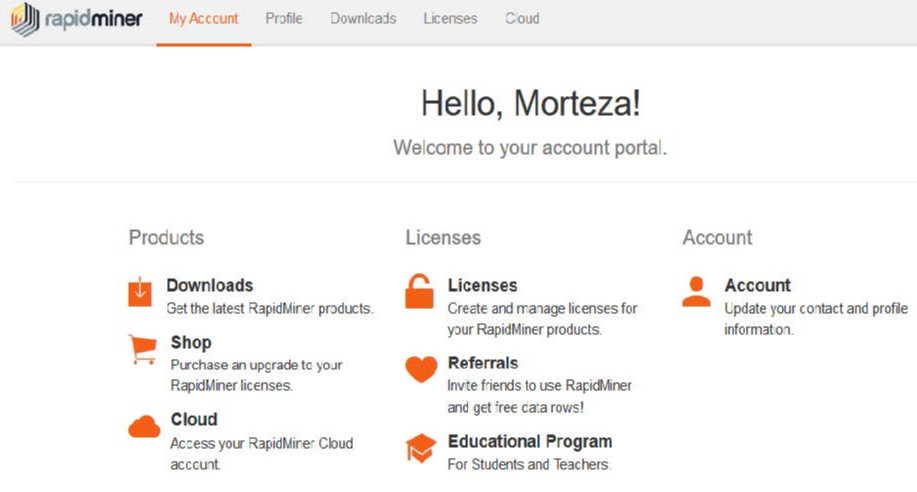 rapidminer My Account Profile Downloads Licenses Cloud
Hello, Morteza!
Welcome to your account portal.
Products
Downloads
Get the latest RapidMiner products.
Shop
Purchase an upgrade to your
RapidMiner licenses.
Cloud
Access your RapidMiner Cloud
account.
Licenses
Licenses
Create and manage licenses for
your RapidMiner products.
Referrals
Invite friends to use RapidMiner
and get free data rows!
Educational Program
For Students and Teachers.
Account
Account
Update your contact and profile
information.